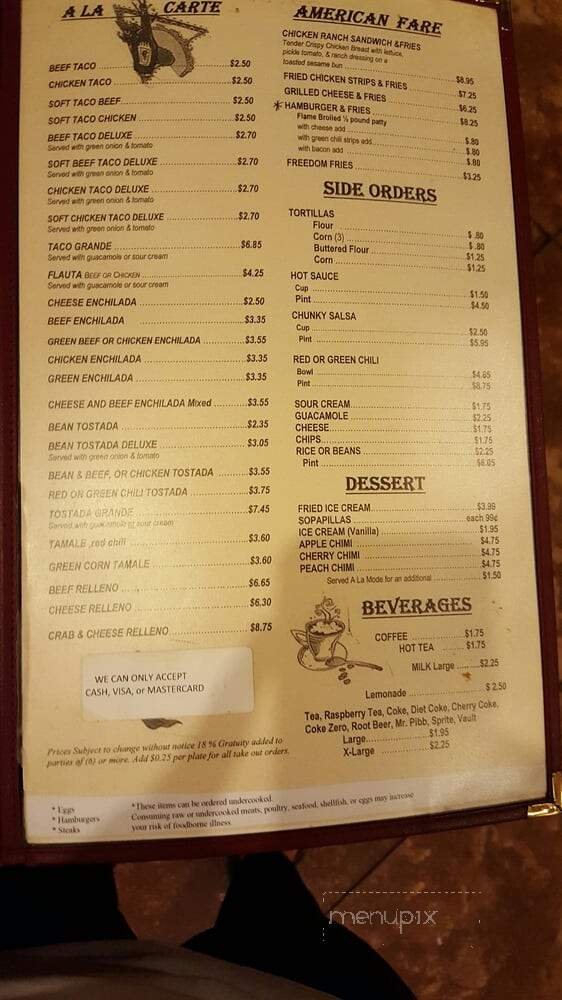 A LA CARTE
BEEF TACO $2.50
CHICKEN TACO $2.50
SOFT TACO BEEF $2.50
SOFT TACO CHICKEN $2.50
BEEF TACO DELUXE $2.70
Served with green onion & tomato
SOFT BEEF TACO DELUXE $2.70
Served with green onion & tomato
CHICKEN TACO DELUXE $2.70
Served with green onion & tomato
SOFT CHICKEN TACO DELUXE $2.70
Served with green onion & tomato
TACO GRANDE $6.85
Served with guacamole or sour cream
FLAUTA BEEF OR CHICKEN $4.25
Served with guacamole or sour cream
CHEESE ENCHILADA $2.50
BEEF ENCHILADA $3.35
GREEN BEEF OR CHICKEN ENCHILADA $3.55
CHICKEN ENCHILADA $3.35
GREEN ENCHILADA $3.35
CHEESE AND BEEF ENCHILADA Mixed $3.55
BEAN TOSTADA $2.35
BEAN TOSTADA DELUXE $3.05
Served with green onion & tomato
BEAN & BEEF, OR CHICKEN TOSTADA $3.55
RED OR GREEN CHILI TOSTADA $3.75
TOSTADA GRANDE $7.45
Served with guacamole or sour cream
TAMALE ,red chili $3.60
GREEN CORN TAMALE $3.60
BEEF RELLENO $6.65
CHEESE RELLENO $6.30
CRAB & CHEESE RELLENO $8.75
WE CAN ONLY ACCEPT
CASH, VISA, or MASTERCARD
Prices Subject to change without notice 18 % Gratuity added to
parties of (6) or more. Add $0.25 per plate for all take out orders.
AMERICAN FARE
CHICKEN RANCH SANDWICH &FRIES
Tender Crispy Chicken Breast with lettuce,
pickle tomato, & ranch dressing on a
toasted sesame bun $8.95
FRIED CHICKEN STRIPS & FRIES $7.25
GRILLED CHEESE & FRIES $6.25
*HAMBURGER & FRIES $8.25
Flame Broiled ½ pound patty
with cheese add $.80
with green chili strips add $.80
with bacon add $.80
FREEDOM FRIES $3.25
SIDE ORDERS
TORTILLAS
Flour $ .80
Corn (3) $ .80
Buttered Flour $1.25
Corn $1.25
HOT SAUCE
Cup $1.50
Pint $4.50
CHUNKY SALSA
Cup $2.50
Pint $5.95
RED OR GREEN CHILI
Bowl $4.85
Pint $8.75
SOUR CREAM $1.75
GUACAMOLE $2.25
CHEESE $1.75
CHIPS $1.75
RICE OR BEANS $2.25
Pint $6.05
DESSERT
FRIED ICE CREAM $3.99
SOPAPILLAS each 99¢
ICE CREAM (Vanilla) $1.95
APPLE CHIMI $4.75
CHERRY CHIMI $4.75
PEACH CHIMI $4.75
Served A La Mode for an additional $1.50
BEVERAGES
COFFEE $1.75
HOT TEA $1.75
MILK Large $2.25
Lemonade $ 2.50
Tea, Raspberry Tea, Coke, Diet Coke, Cherry Coke,
Coke Zero, Root Beer, Mr. Pibb, Sprite, Vault
Large $1.95
X-Large $2.25
* Eggs
* Hamburgers
* Steaks
*These items can be ordered undercooked.
Consuming raw or undercooked meats, poultry, seafood, shellfish, or eggs may increase
your risk of foodborne illness.
menupix